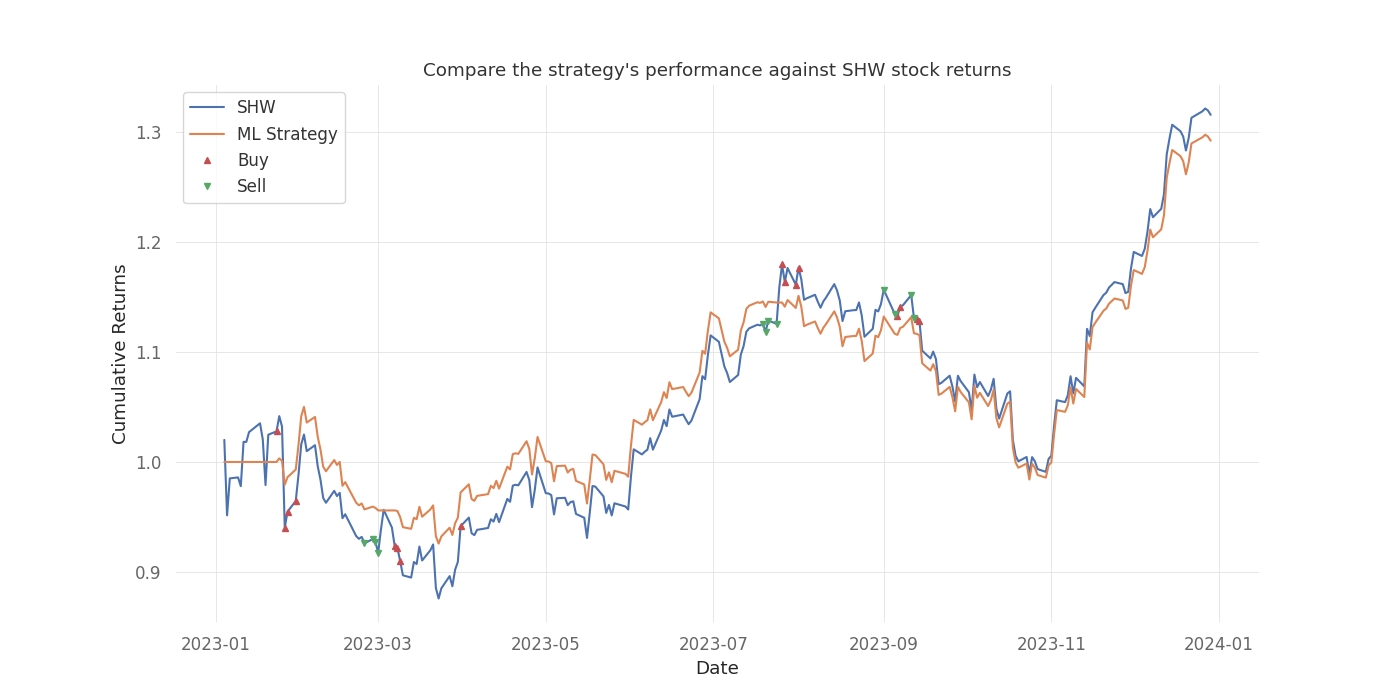 Compare the strategy's performance against SHW stock returns
SHW
ML Strategy
Buy
Sell
Cumulative Returns
1.3
1.2
1.1
1.0
0.9
2023-01
2023-03
2023-05
2023-07
2023-09
2023-11
2024-01
Date